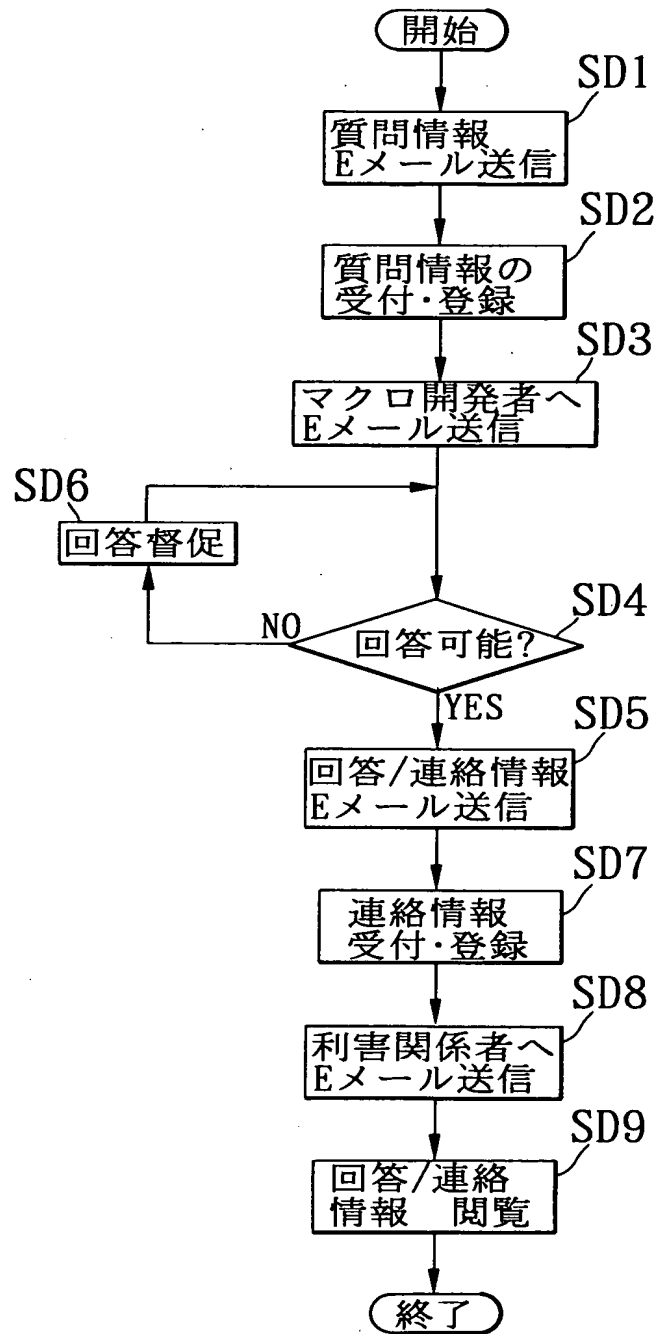 開始
SD1
質問情報
Eメール送信
SD2
質問情報の
受付・登録
SD3
マクロ開発者へ
Eメール送信
SD6
回答督促
SD4
NO
回答可能?
YES
SD5
回答/連絡情報
Eメール送信
SD7
連絡情報
受付・登録
SD8
利害関係者へ
Eメール送信
SD9
回答/連絡
情報 閲覧
終了